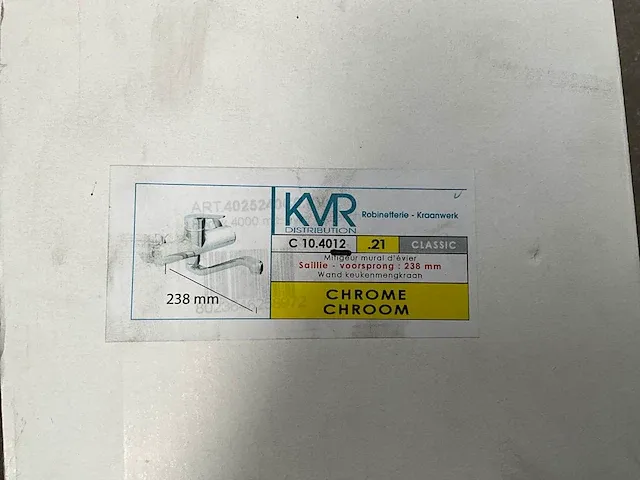 KVR
DISTRIBUTION
Robinetterie - Kraanwerk
C 10.4012 .21 CLASSIC
Mitigeur mural d'évier
Saillie - voorsprong : 238 mm
Wand keukenmengkraan
238 mm
CHROME
CHROOM